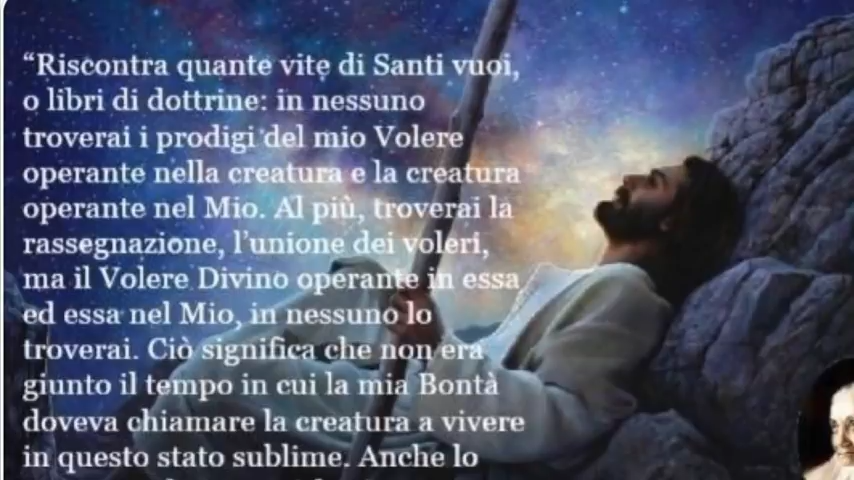 “Riscontra quante vite di Santi vuoi,
o libri di dottrine: in nessuno
troverai i prodigi del mio Volere
operante nella creatura e la creatura
operante nel Mio. Al più, troverai la
rassegnazione, l’unione dei voleri,
ma il Volere Divino operante in essa
ed essa nel Mio, in nessuno lo
troverai. Ciò significa che non era
giunto il tempo in cui la mia Bontà
doveva chiamare la creatura a vivere
in questo stato sublime. Anche lo